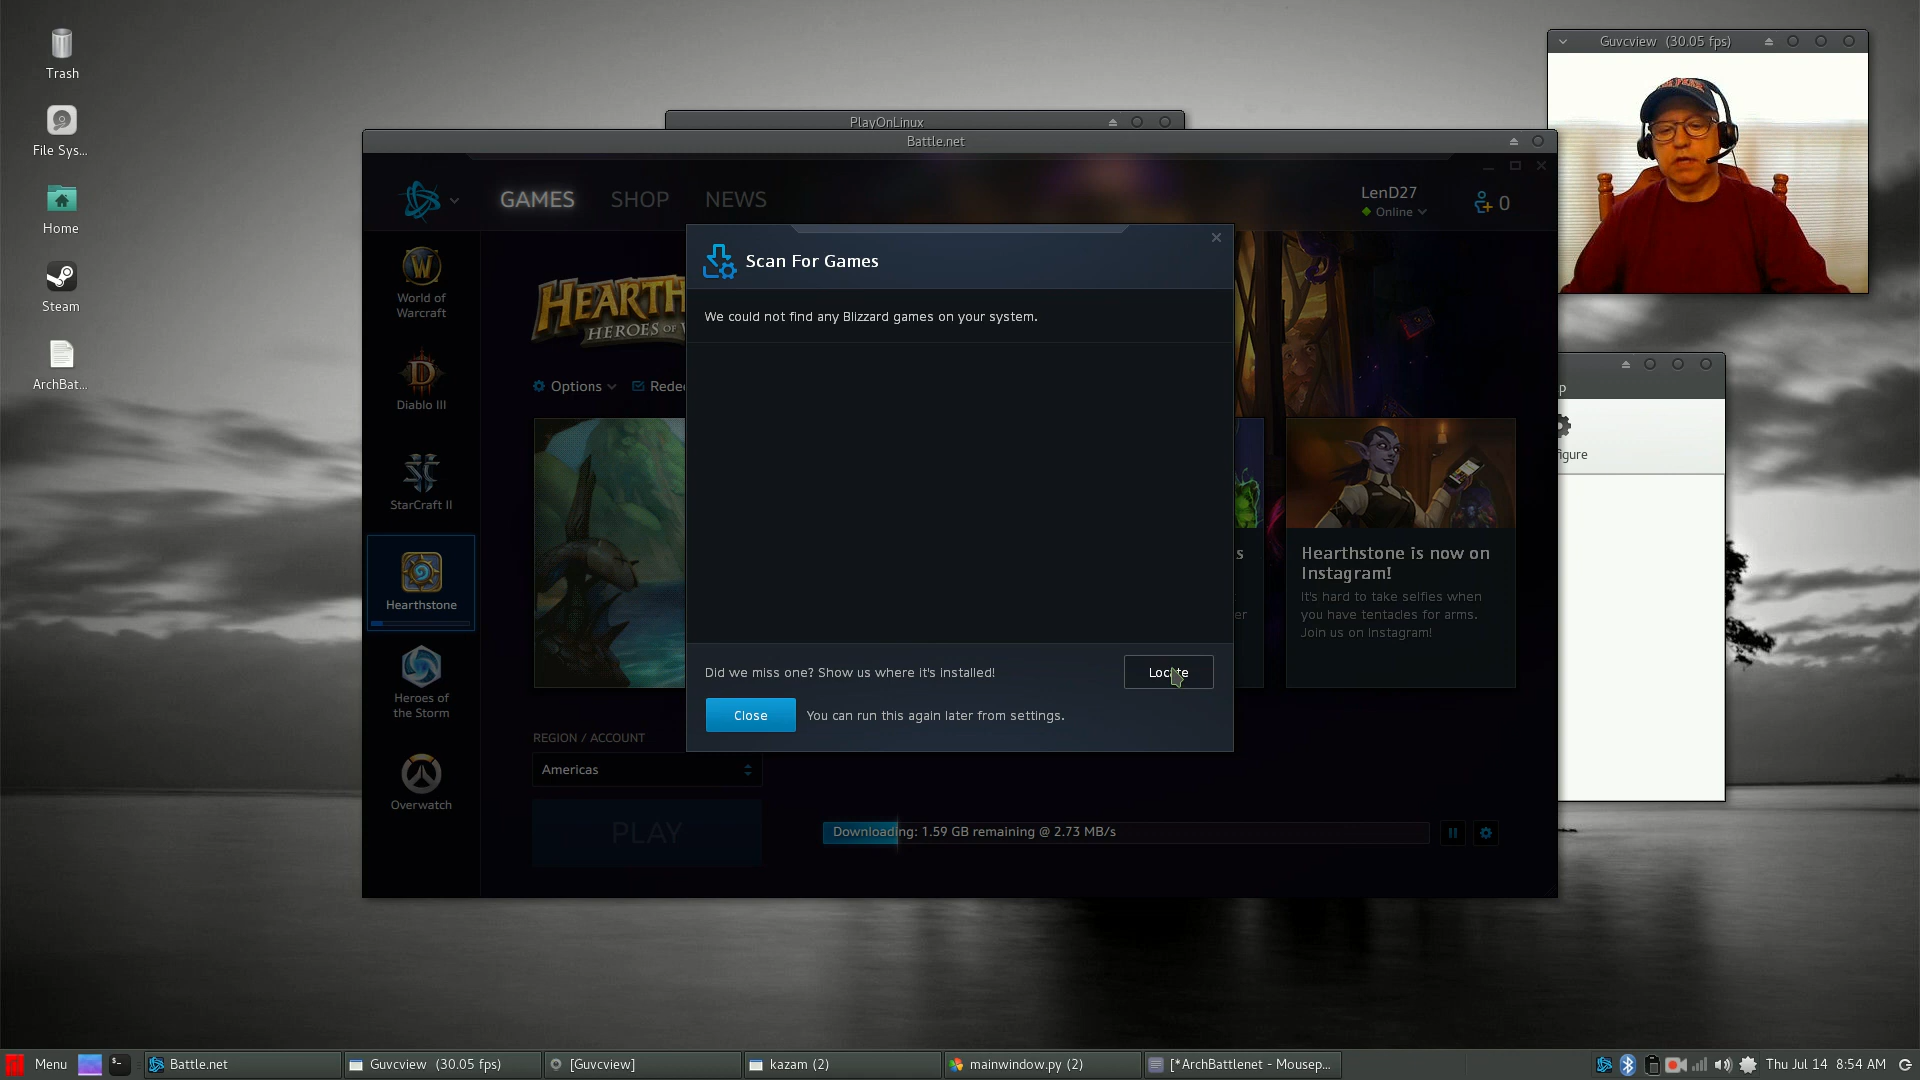 Trash
File Sys...
Home
Steam
ArchBat...
Guvcview (30.05 fps)
PlayOnLinux
Battle.net
GAMES
SHOP
NEWS
LenD27
Online
0
World of
Warcraft
Diablo III
StarCraft II
Hearthstone
Heroes of
the Storm
Overwatch
HEARTH
HEROES OF W
Options
Redee
Scan For Games
We could not find any Blizzard games on your system.
Did we miss one? Show us where it's installed!
Locate
Close
You can run this again later from settings.
s
er
Hearthstone is now on
Instagram!
It's hard to take selfies when
you have tentacles for arms.
Join us on Instagram!
p
figure
REGION / ACCOUNT
Americas
PLAY
Downloading: 1.59 GB remaining @ 2.73 MB/s
Menu
Battle.net
Guvcview (30.05 fps)
[Guvcview]
kazam (2)
mainwindow.py (2)
[*ArchBattlenet - Mousep...
Thu Jul 14 8:54 AM